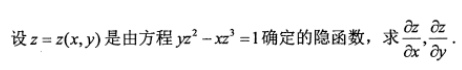 设 z = z(x, y) 是由方程 yz² − xz³ = 1 确定的隐函数，求 ∂z/∂x, ∂z/∂y .